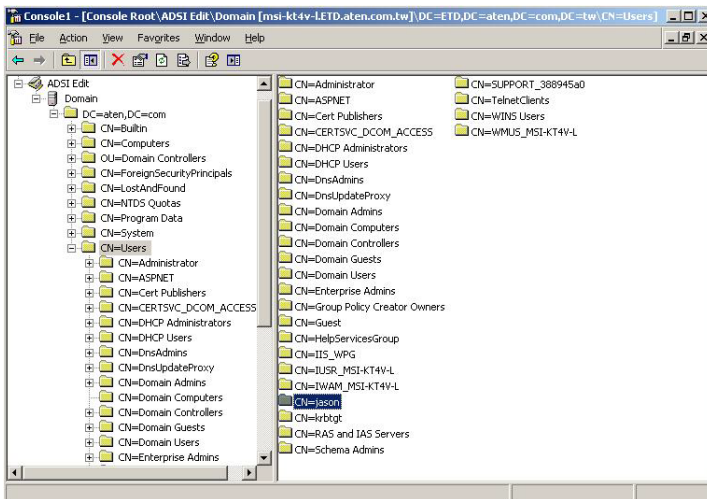 Console1 - [Console Root\ADSI Edit\Domain [msi-kt4v-l.ETD.aten.com.tw]\DC=ETD,DC=aten,DC=com,DC=tw\CN=Users]
File Action View Favorites Window Help
ADSI Edit
Domain
DC=aten,DC=com
CN=Builtin
CN=Computers
OU=Domain Controllers
CN=ForeignSecurityPrincipals
CN=LostAndFound
CN=NTDS Quotas
CN=Program Data
CN=System
CN=Users
CN=Administrator
CN=ASPNET
CN=Cert Publishers
CN=CERTSVC_DCOM_ACCESS
CN=DHCP Administrators
CN=DHCP Users
CN=DnsAdmins
CN=DnsUpdateProxy
CN=Domain Admins
CN=Domain Computers
CN=Domain Controllers
CN=Domain Guests
CN=Domain Users
CN=Enterprise Admins
CN=Administrator
CN=ASPNET
CN=Cert Publishers
CN=CERTSVC_DCOM_ACCESS
CN=DHCP Administrators
CN=DHCP Users
CN=DnsAdmins
CN=DnsUpdateProxy
CN=Domain Admins
CN=Domain Computers
CN=Domain Controllers
CN=Domain Guests
CN=Domain Users
CN=Enterprise Admins
CN=Group Policy Creator Owners
CN=Guest
CN=HelpServicesGroup
CN=IIS_WPG
CN=IUSR_MSI-KT4V-L
CN=IWAM_MSI-KT4V-L
CN=jason
CN=krbtgt
CN=RAS and IAS Servers
CN=Schema Admins
CN=SUPPORT_388945a0
CN=TelnetClients
CN=WINS Users
CN=WMUS_MSI-KT4V-L